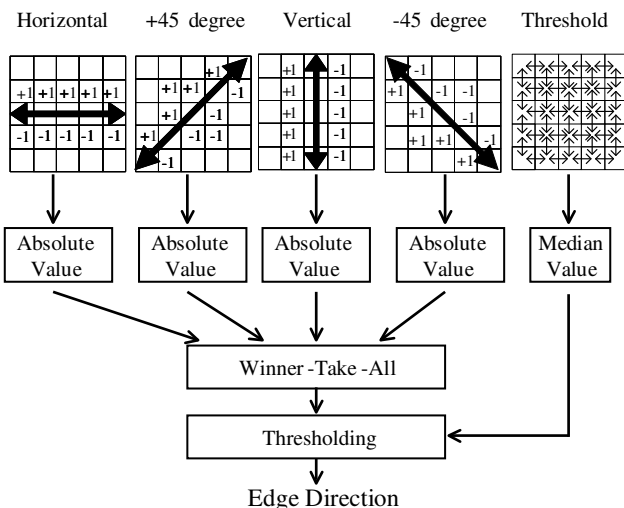 Horizontal +45 degree Vertical -45 degree Threshold
+1 -1 +1 -1 -1
+1 +1 +1 +1 +1 +1 +1 -1 +1 -1 +1 -1 -1
+1 +1 -1 +1 -1
-1 -1 -1 -1 -1 +1 -1 -1 +1 -1 +1 +1 -1
-1 +1 -1 +1
Absolute Value Absolute Value Absolute Value Absolute Value Median Value
Winner -Take -All
Thresholding
Edge Direction